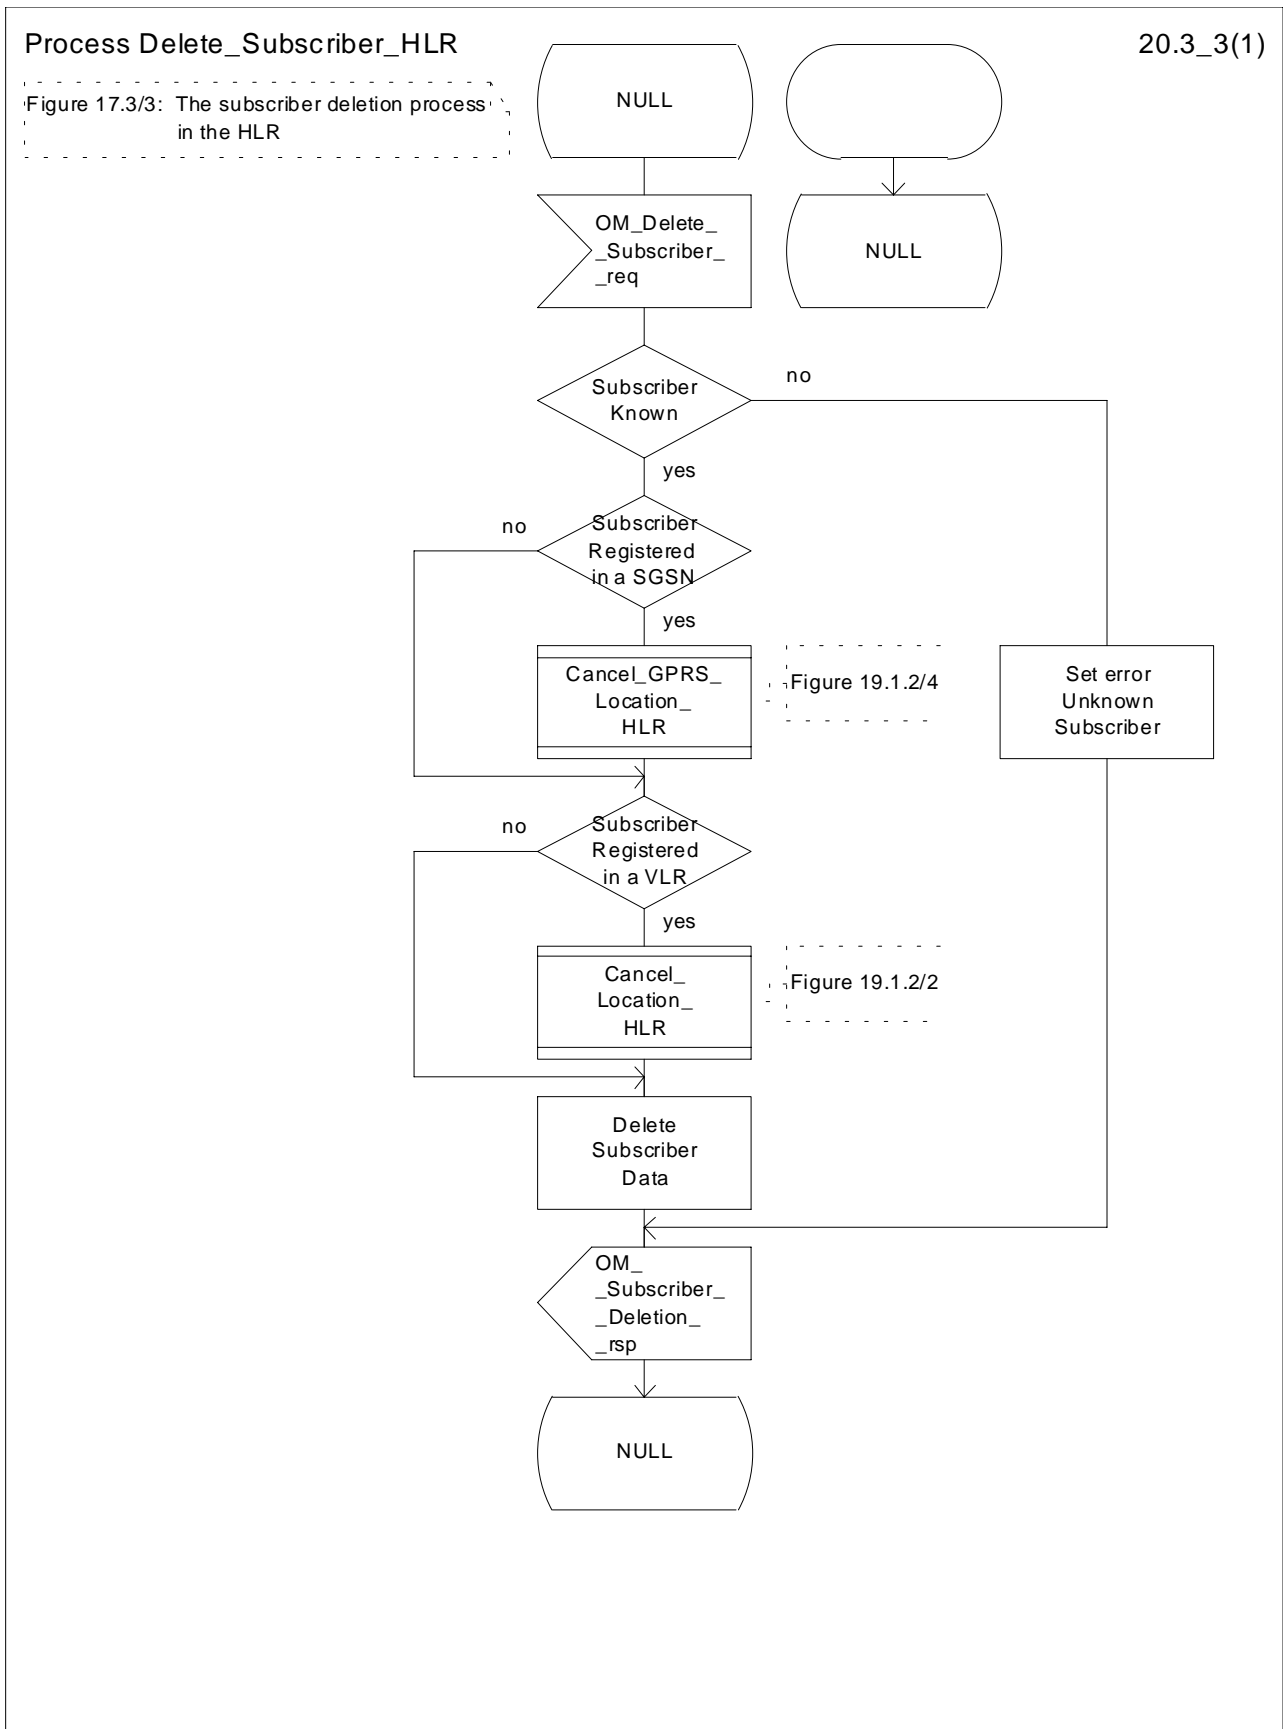 Process Delete_Subscriber_HLR
20.3_3(1)
Figure 17.3/3: The subscriber deletion process
in the HLR
NULL
OM_Delete_
_Subscriber_
_req
NULL
Subscriber
Known
no
yes
no
Subscriber
Registered
in a SGSN
yes
Cancel_GPRS_
Location_
HLR
Figure 19.1.2/4
Set error
Unknown
Subscriber
no
Subscriber
Registered
in a VLR
yes
Cancel_
Location_
HLR
Figure 19.1.2/2
Delete
Subscriber
Data
OM_
_Subscriber_
_Deletion_
_rsp
NULL